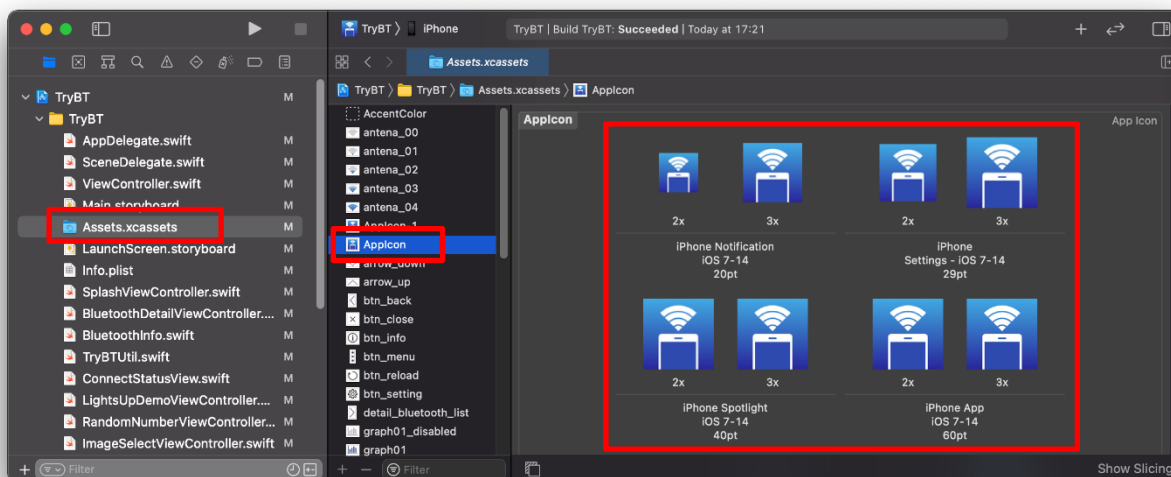 TryBT
iPhone
TryBT | Build TryBT: Succeeded | Today at 17:21
Assets.xcassets
TryBT
TryBT
Assets.xcassets
AppIcon
TryBT M
TryBT
AppDelegate.swift M
SceneDelegate.swift M
ViewController.swift M
Main.storyboard M
Assets.xcassets M
LaunchScreen.storyboard M
Info.plist M
SplashViewController.swift M
BluetoothDetailViewController.... M
BluetoothInfo.swift M
TryBTUtil.swift M
ConnectStatusView.swift M
LightsUpDemoViewController.... M
RandomNumberViewController... M
ImageSelectViewController.swift M
Filter
AccentColor
antena_00
antena_01
antena_02
antena_03
antena_04
AppIcon-1
AppIcon
arrow_down
arrow_up
btn_back
btn_close
btn_info
btn_menu
btn_reload
btn_setting
detail_bluetooth_list
graph01_disabled
graph01
Filter
AppIcon
App Icon
2x 3x
iPhone Notification
iOS 7-14
20pt
2x 3x
iPhone
Settings - iOS 7-14
29pt
2x 3x
iPhone Spotlight
iOS 7-14
40pt
2x 3x
iPhone App
iOS 7-14
60pt
Show Slicing